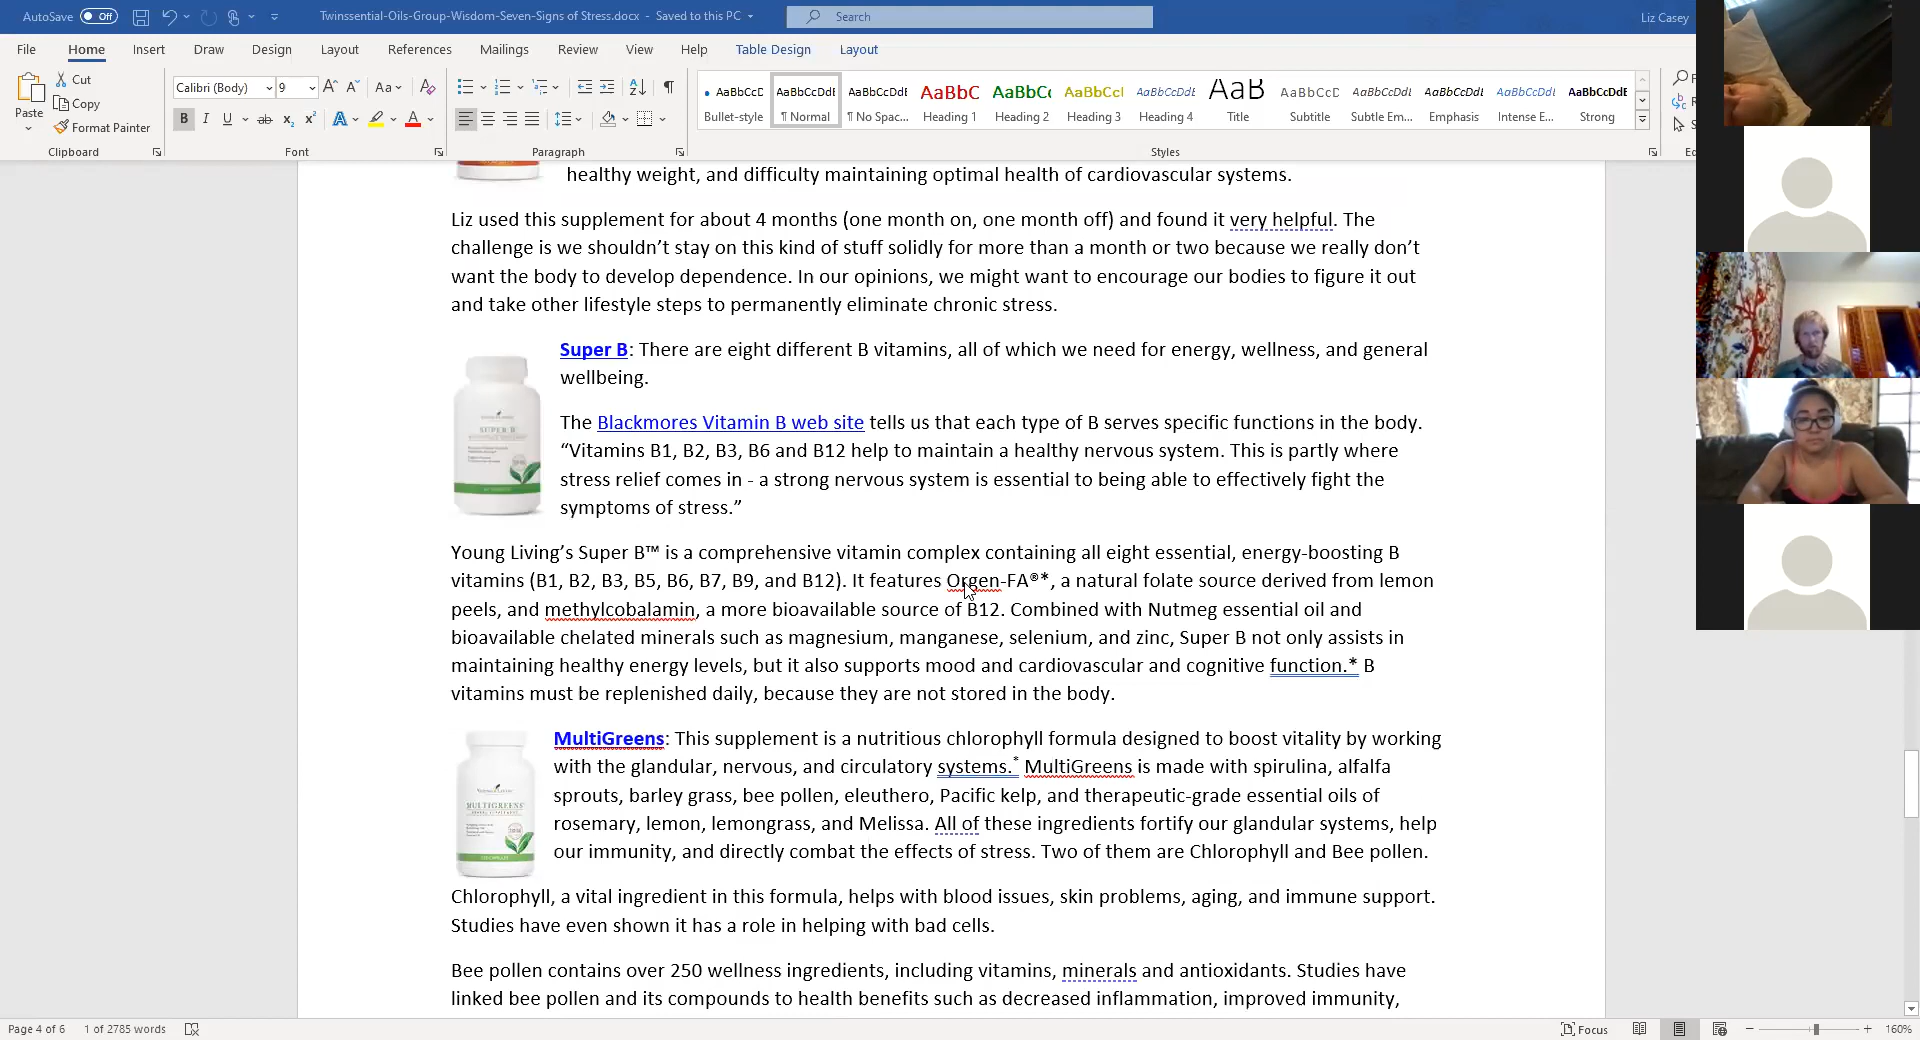 AutoSave Off Twinssential-Oils-Group-Wisdom-Seven-Signs of Stress.docx - Saved to this PC Search Liz Casey
File Home Insert Draw Design Layout References Mailings Review View Help Table Design Layout
Paste Cut Copy Format Painter
Calibri (Body) 9
AaBbCcD AaBbCcDdE AaBbCcDdE AaBbC AaBbCc AaBbCcI AaBbCcDdE AaB AaBbCcD AaBbCcDdE AaBbCcDdE AaBbCcDdE AaBbCcDdE
Bullet-style ¶ Normal ¶ No Spac... Heading 1 Heading 2 Heading 3 Heading 4 Title Subtitle Subtle Em... Emphasis Intense E... Strong
Clipboard Font Paragraph Styles
healthy weight, and difficulty maintaining optimal health of cardiovascular systems.
Liz used this supplement for about 4 months (one month on, one month off) and found it very helpful. The
challenge is we shouldn’t stay on this kind of stuff solidly for more than a month or two because we really don’t
want the body to develop dependence. In our opinions, we might want to encourage our bodies to figure it out
and take other lifestyle steps to permanently eliminate chronic stress.
Super B: There are eight different B vitamins, all of which we need for energy, wellness, and general
wellbeing.
The Blackmores Vitamin B web site tells us that each type of B serves specific functions in the body.
“Vitamins B1, B2, B3, B6 and B12 help to maintain a healthy nervous system. This is partly where
stress relief comes in - a strong nervous system is essential to being able to effectively fight the
symptoms of stress.”
SUPER B
Young Living’s Super B™ is a comprehensive vitamin complex containing all eight essential, energy-boosting B
vitamins (B1, B2, B3, B5, B6, B7, B9, and B12). It features Orgen-FA®*, a natural folate source derived from lemon
peels, and methylcobalamin, a more bioavailable source of B12. Combined with Nutmeg essential oil and
bioavailable chelated minerals such as magnesium, manganese, selenium, and zinc, Super B not only assists in
maintaining healthy energy levels, but it also supports mood and cardiovascular and cognitive function.* B
vitamins must be replenished daily, because they are not stored in the body.
MultiGreens: This supplement is a nutritious chlorophyll formula designed to boost vitality by working
with the glandular, nervous, and circulatory systems.* MultiGreens is made with spirulina, alfalfa
sprouts, barley grass, bee pollen, eleuthero, Pacific kelp, and therapeutic-grade essential oils of
rosemary, lemon, lemongrass, and Melissa. All of these ingredients fortify our glandular systems, help
our immunity, and directly combat the effects of stress. Two of them are Chlorophyll and Bee pollen.
MULTIGREENS
Chlorophyll, a vital ingredient in this formula, helps with blood issues, skin problems, aging, and immune support.
Studies have even shown it has a role in helping with bad cells.
Bee pollen contains over 250 wellness ingredients, including vitamins, minerals and antioxidants. Studies have
linked bee pollen and its compounds to health benefits such as decreased inflammation, improved immunity,
Page 4 of 6 1 of 2785 words Focus 160%